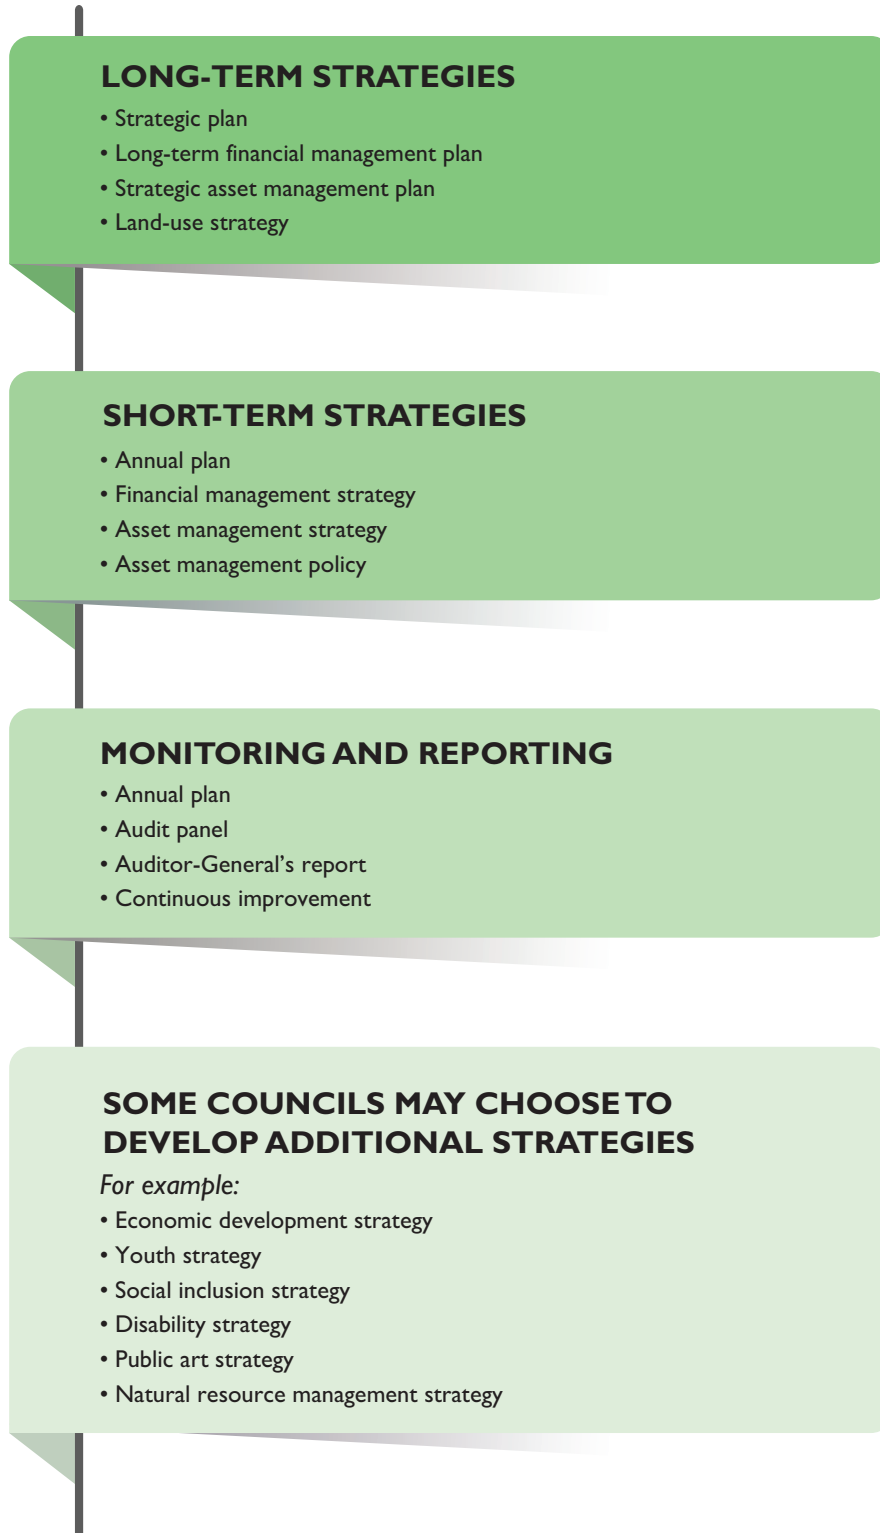 LONG-TERM STRATEGIES
• Strategic plan
• Long-term financial management plan
• Strategic asset management plan
• Land-use strategy
SHORT-TERM STRATEGIES
• Annual plan
• Financial management strategy
• Asset management strategy
• Asset management policy
MONITORING AND REPORTING
• Annual plan
• Audit panel
• Auditor-General’s report
• Continuous improvement
SOME COUNCILS MAY CHOOSE TO
DEVELOP ADDITIONAL STRATEGIES
For example:
• Economic development strategy
• Youth strategy
• Social inclusion strategy
• Disability strategy
• Public art strategy
• Natural resource management strategy